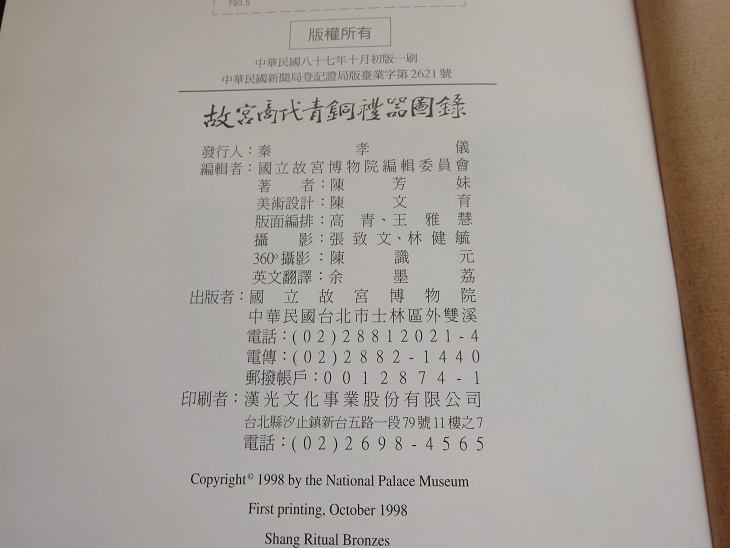 793.5
版權所有
中華民國八十七年十月初版一刷
中華民國新聞局登記證局版臺業字第2621號
故宮商代青銅禮器圖錄
發行人：秦孝儀
編輯者：國立故宮博物院編輯委員會
著者：陳芳妹
美術設計：陳文育
版面編排：高青、王雅慧
攝影：張致文、林健毓
360°攝影：陳識元
英文翻譯：余墨荔
出版者：國立故宮博物院
中華民國台北市士林區外雙溪
電話：(02)28812021-4
電傳：(02)2882-1440
郵撥帳戶：0012874-1
印刷者：漢光文化事業股份有限公司
台北縣汐止鎮新台五路一段79號11樓之7
電話：(02)2698-4565
Copyright© 1998 by the National Palace Museum
First printing, October 1998
Shang Ritual Bronzes